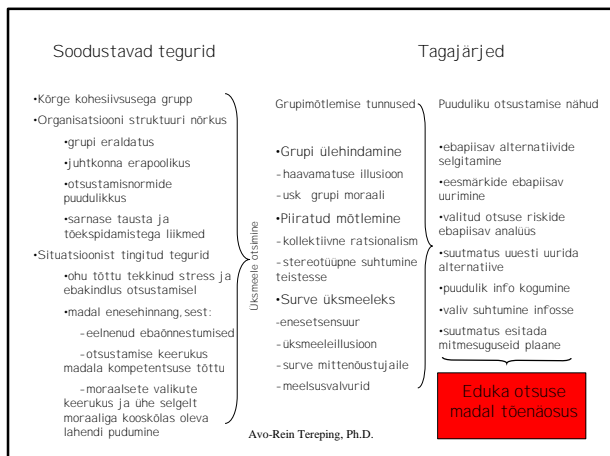 Soodustavad tegurid
•Kõrge kohesiivsusega grupp
•Organisatsiooni struktuuri nõrkus
•grupi eraldatus
•juhtkonna erapoolikus
•otsustamisnormide
puudulikkus
•sarnase tausta ja
tõekspidamistega liikmed
•Situatsioonist tingitud tegurid
•ohu tõttu tekkinud stress ja
ebakindlus otsustamisel
•madal enesehinnang, sest:
–eelnenud ebaõnnestumised
–otsustamise keerukus
madala kompetentsuse tõttu
–moraalsete valikute
keerukus ja ühe selgelt
moraaliga kooskõlas oleva
lahendi pudumine
Üksmeele otsimine
Tagajärjed
Grupimõtlemise tunnused
•Grupi ülehindamine
–haavamatuse illusioon
–usk grupi moraali
•Piiratud mõtlemine
–kollektiivne ratsionalism
–stereotüüpne suhtumine
teistesse
•Surve üksmeeleks
-enesetsensuur
–üksmeeleillusioon
–surve mittenõustujaile
–meelsusvalvurid
Puuduliku otsustamise nähud
•ebapiisav alternatiivide
selgitamine
•eesmärkide ebapiisav
uurimine
•valitud otsuse riskide
ebapiisav analüüs
•suutmatus uuesti uurida
alternatiive
•puudulik info kogumine
•valiv suhtumine infosse
•suutmatus esitada
mitmesuguseid plaane
Eduka otsuse
madal tõenäosus
Avo-Rein Tereping, Ph.D.